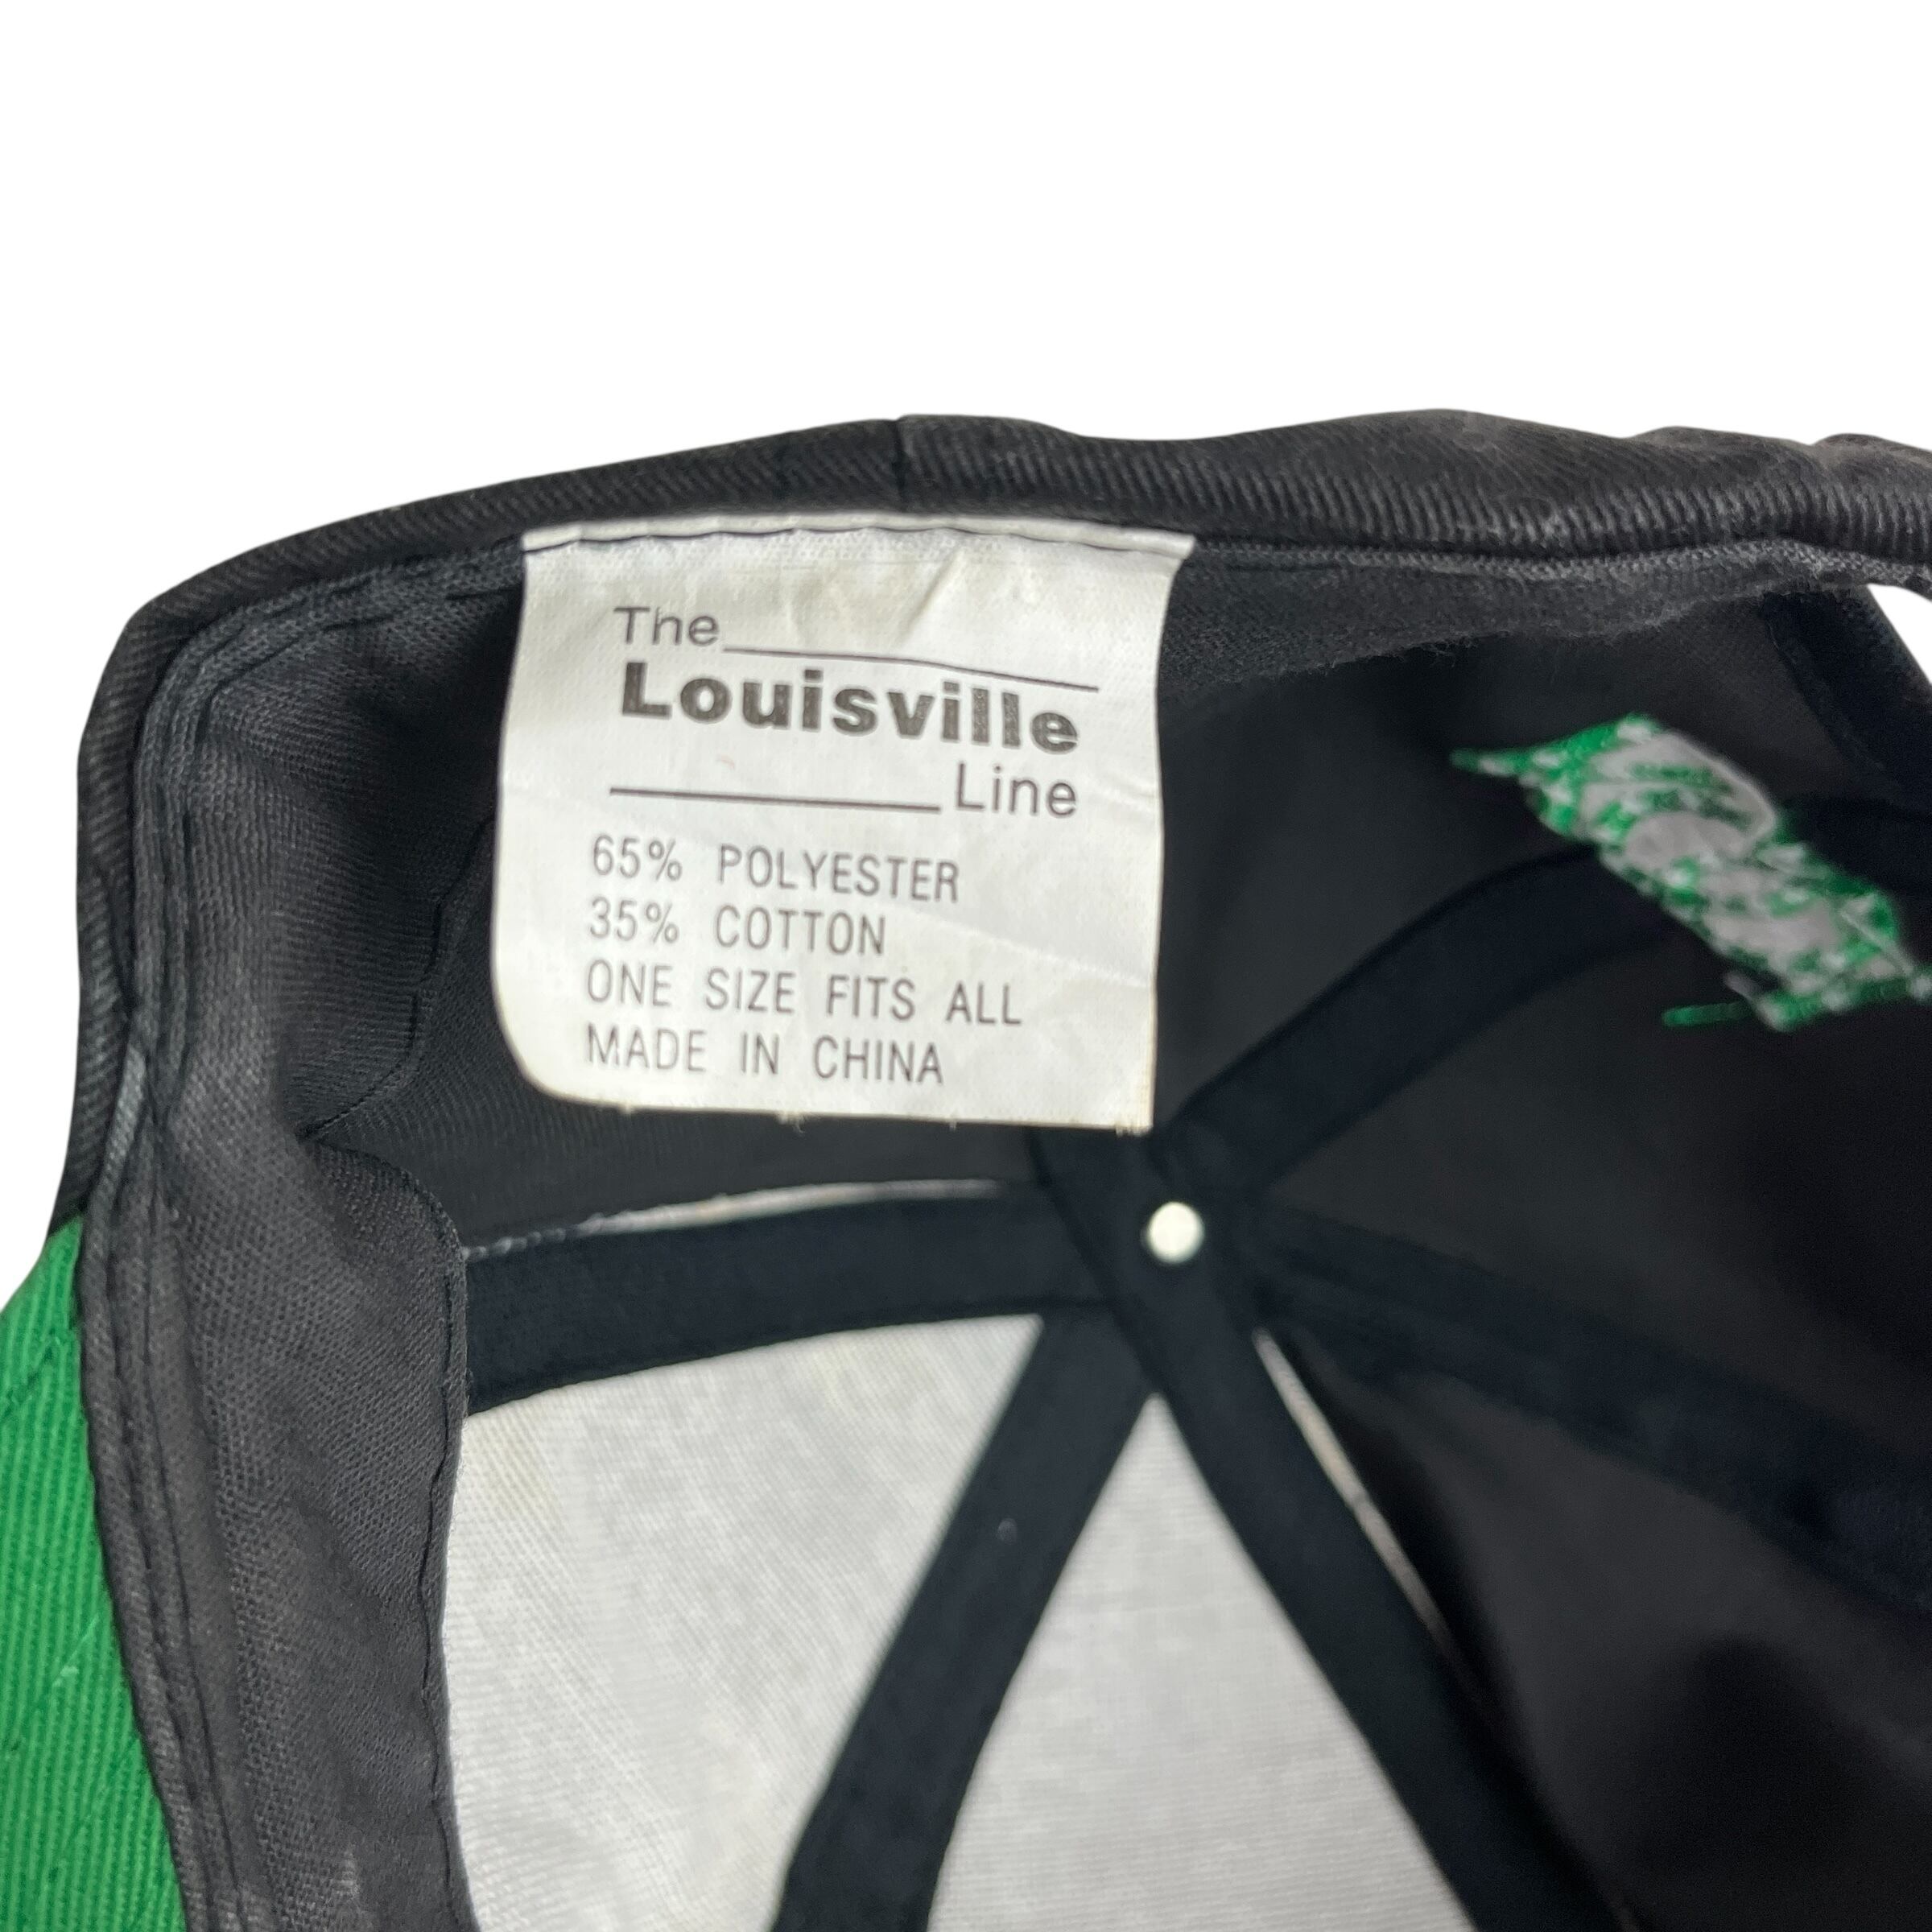 The
Louisville
Line
65% POLYESTER
35% COTTON
ONE SIZE FITS ALL
MADE IN CHINA